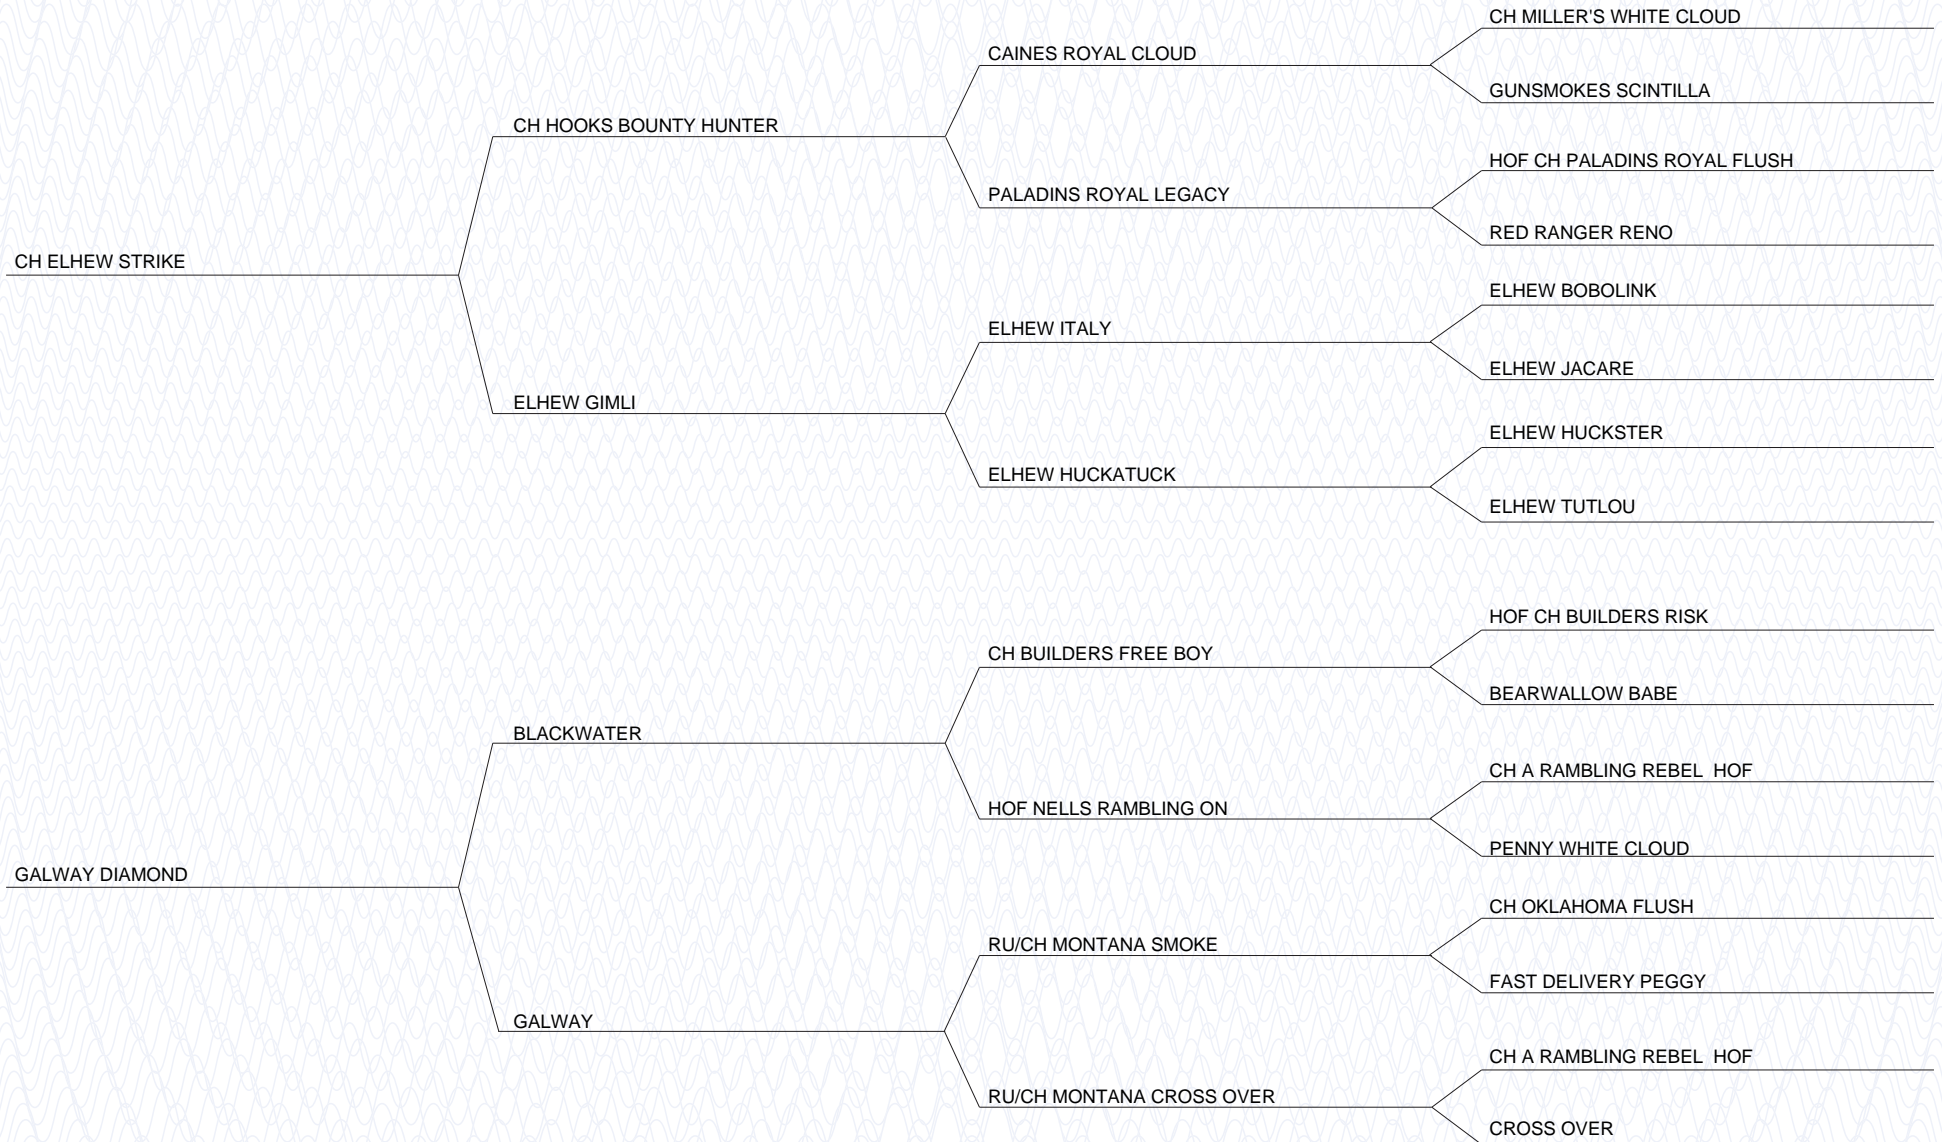 CH MILLER'S WHITE CLOUD
CAINES ROYAL CLOUD
GUNSMOKES SCINTILLA
CH HOOKS BOUNTY HUNTER
HOF CH PALADINS ROYAL FLUSH
PALADINS ROYAL LEGACY
RED RANGER RENO
CH ELHEW STRIKE
ELHEW BOBOLINK
ELHEW ITALY
ELHEW JACARE
ELHEW GIMLI
ELHEW HUCKSTER
ELHEW HUCKATUCK
ELHEW TUTLOU
HOF CH BUILDERS RISK
CH BUILDERS FREE BOY
BEARWALLOW BABE
BLACKWATER
CH A RAMBLING REBEL  HOF
HOF NELLS RAMBLING ON
PENNY WHITE CLOUD
GALWAY DIAMOND
CH OKLAHOMA FLUSH
RU/CH MONTANA SMOKE
FAST DELIVERY PEGGY
GALWAY
CH A RAMBLING REBEL  HOF
RU/CH MONTANA CROSS OVER
CROSS OVER